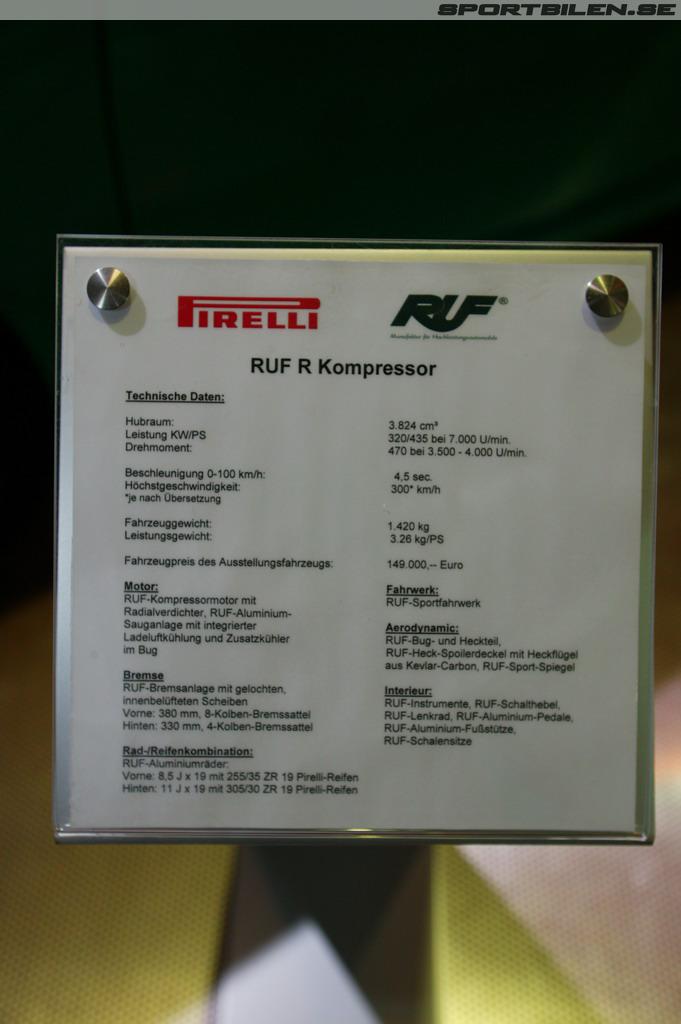 SPORTBILEN.SE
PIRELLI
RUF®
Manufaktur für Hochleistungsautomobile
RUF R Kompressor
Technische Daten:
Hubraum: 3.824 cm³
Leistung KW/PS 320/435 bei 7.000 U/min.
Drehmoment: 470 bei 3.500 - 4.000 U/min.
Beschleunigung 0-100 km/h: 4,5 sec.
Höchstgeschwindigkeit: 300* km/h
*je nach Übersetzung
Fahrzeuggewicht: 1.420 kg
Leistungsgewicht: 3.26 kg/PS
Fahrzeugpreis des Ausstellungsfahrzeugs: 149.000,-- Euro
Motor:
RUF-Kompressormotor mit
Radialverdichter, RUF-Aluminium-
Sauganlage mit integrierter
Ladeluftkühlung und Zusatzkühler
im Bug
Bremse
RUF-Bremsanlage mit gelochten,
innenbelüfteten Scheiben
Vorne: 380 mm, 8-Kolben-Bremssattel
Hinten: 330 mm, 4-Kolben-Bremssattel
Rad-/Reifenkombination:
RUF-Aluminiumräder:
Vorne: 8,5 J x 19 mit 255/35 ZR 19 Pirelli-Reifen
Hinten: 11 J x 19 mit 305/30 ZR 19 Pirelli-Reifen
Fahrwerk:
RUF-Sportfahrwerk
Aerodynamic:
RUF-Bug- und Heckteil,
RUF-Heck-Spoilerdeckel mit Heckflügel
aus Kevlar-Carbon, RUF-Sport-Spiegel
Interieur:
RUF-Instrumente, RUF-Schalthebel,
RUF-Lenkrad, RUF-Aluminium-Pedale,
RUF-Aluminium-Fußstütze,
RUF-Schalensitze